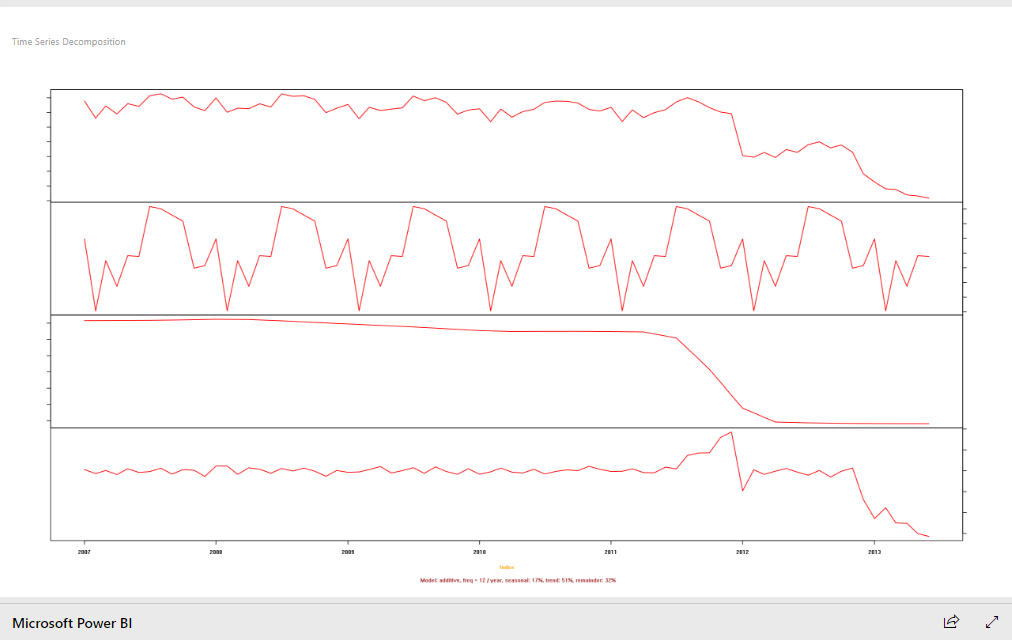 Time Series Decomposition
2007 2008 2009 2010 2011 2012 2013
Index
Model: additive, freq = 12 / year, seasonal: 17%, trend: 51%, remainder: 32%
Microsoft Power BI